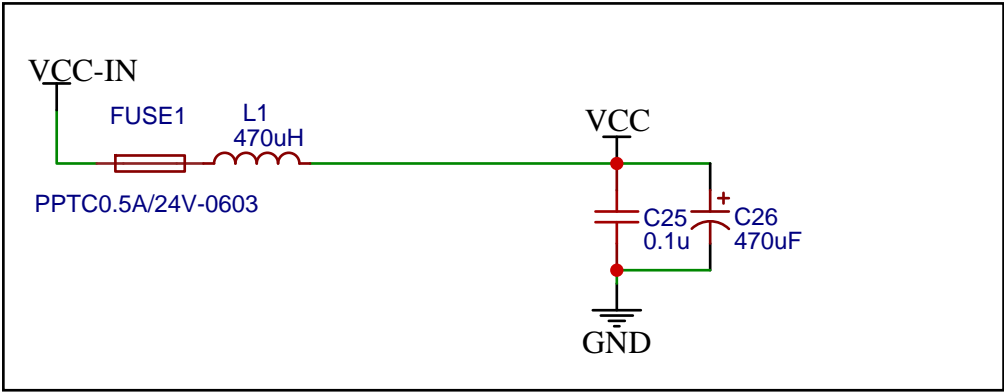 VCC-IN
FUSE1
L1
470uH
PPTC0.5A/24V-0603
VCC
C25
0.1u
+
C26
470uF
GND